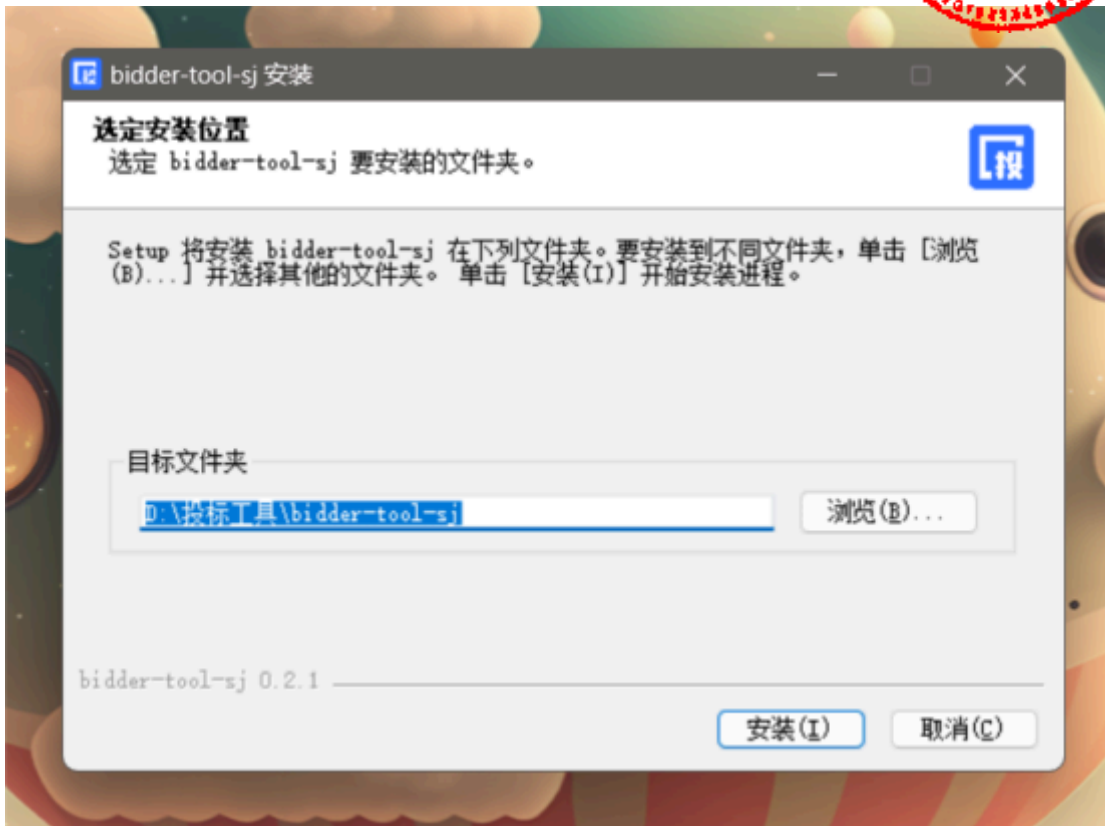 bidder-tool-sj 安装
选定安装位置
选定 bidder-tool-sj 要安装的文件夹。
投
Setup 将安装 bidder-tool-sj 在下列文件夹。要安装到不同文件夹，单击 [浏览
(B)...] 并选择其他的文件夹。 单击 [安装(I)] 开始安装进程。
目标文件夹
D:\投标工具\bidder-tool-sj
浏览(B)...
bidder-tool-sj 0.2.1
安装(I)
取消(C)